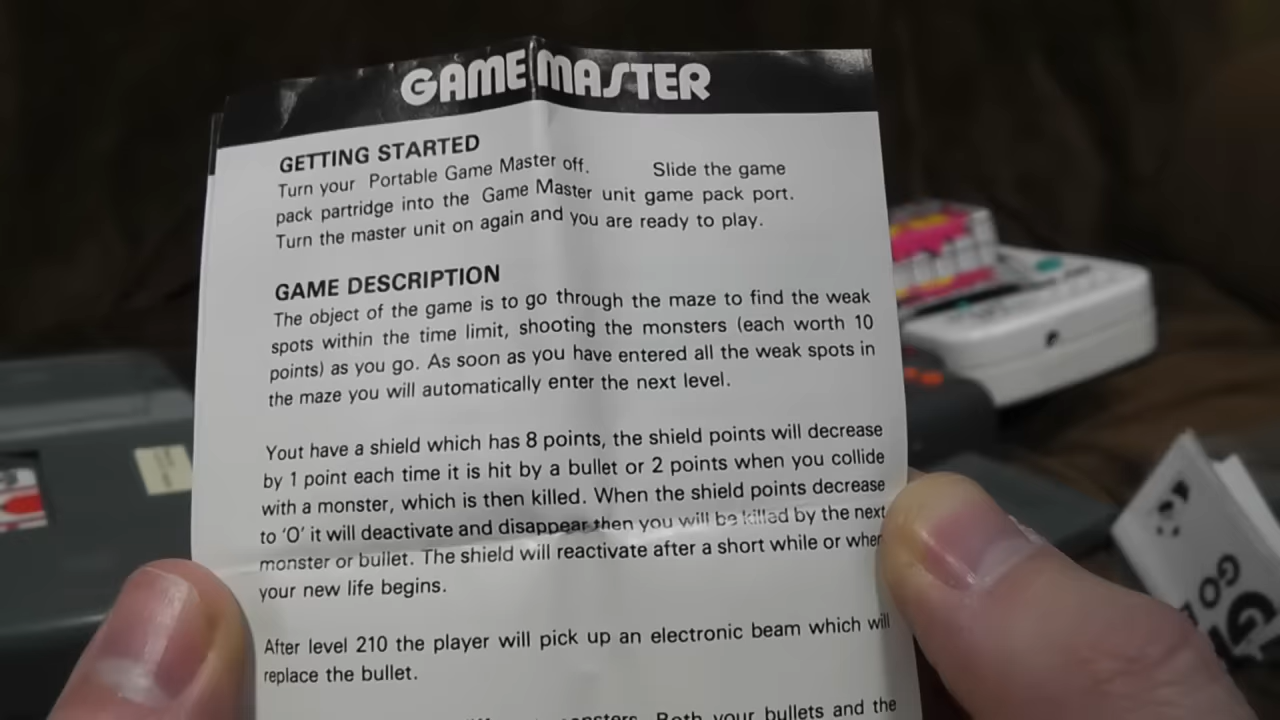 GAME MASTER
GETTING STARTED
Turn your Portable Game Master off. Slide the game
pack partridge into the Game Master unit game pack port.
Turn the master unit on again and you are ready to play.
GAME DESCRIPTION
The object of the game is to go through the maze to find the weak
spots within the time limit, shooting the monsters (each worth 10
points) as you go. As soon as you have entered all the weak spots in
the maze you will automatically enter the next level.
Yout have a shield which has 8 points, the shield points will decrease
by 1 point each time it is hit by a bullet or 2 points when you collide
with a monster, which is then killed. When the shield points decrease
to 'O' it will deactivate and disappear then you will be killed by the next
monster or bullet. The shield will reactivate after a short while or when
your new life begins.
After level 210 the player will pick up an electronic beam which will
replace the bullet.
monsters. Both your bullets and the
GO